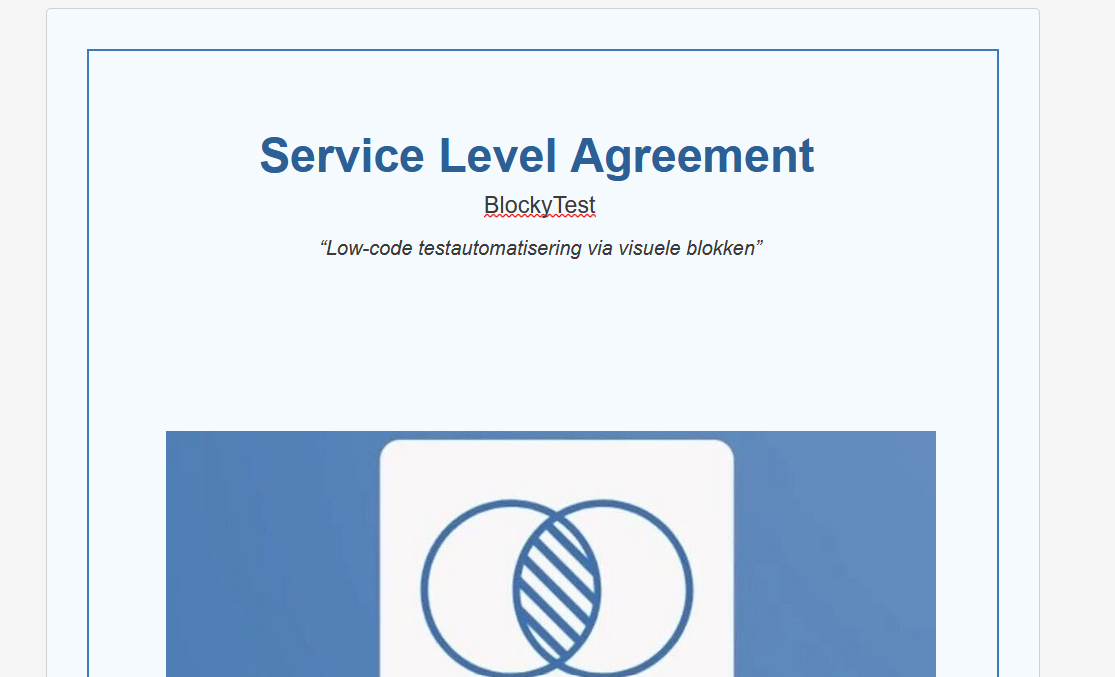 Service Level Agreement
BlockyTest
“Low-code testautomatisering via visuele blokken”